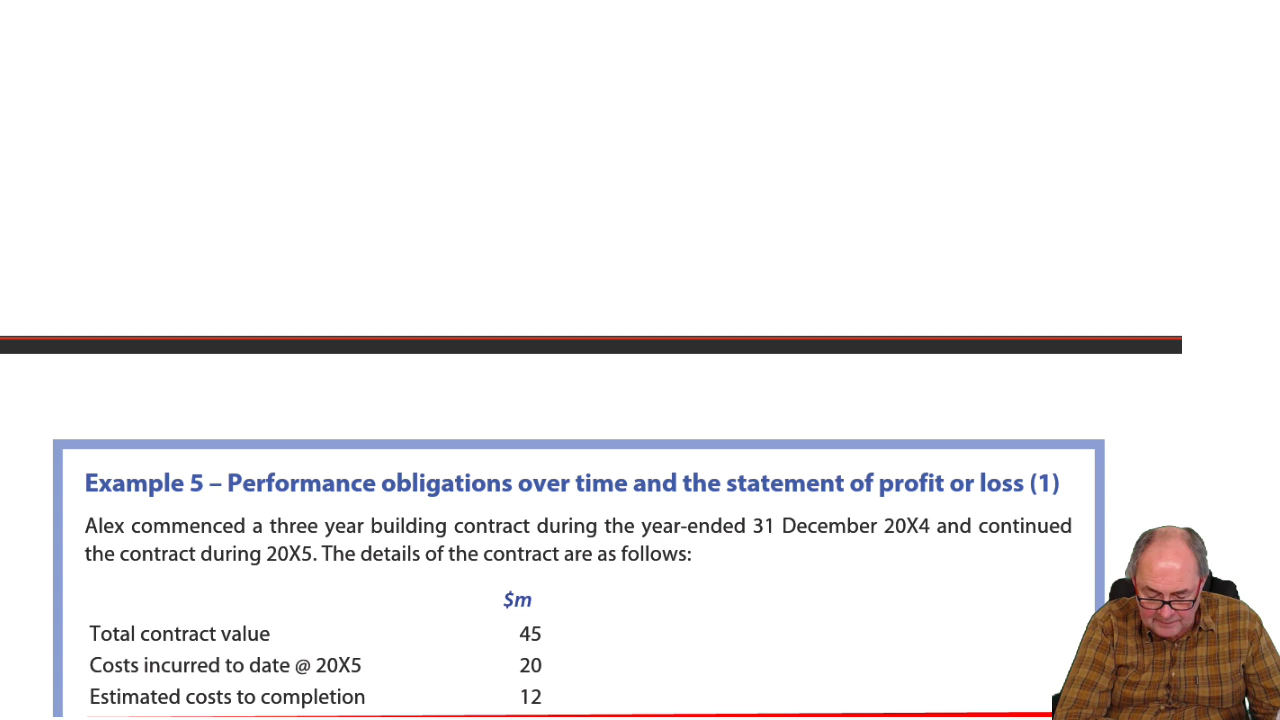 Example 5 – Performance obligations over time and the statement of profit or loss (1)
Alex commenced a three year building contract during the year-ended 31 December 20X4 and continued
the contract during 20X5. The details of the contract are as follows:
$m
Total contract value 45
Costs incurred to date @ 20X5 20
Estimated costs to completion 12